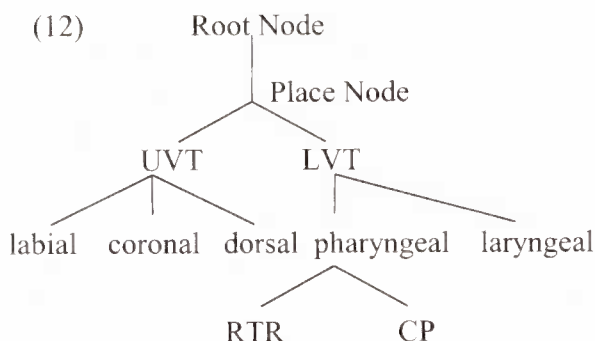 (12) Root Node
Place Node
UVT LVT
labial coronal dorsal pharyngeal laryngeal
RTR CP